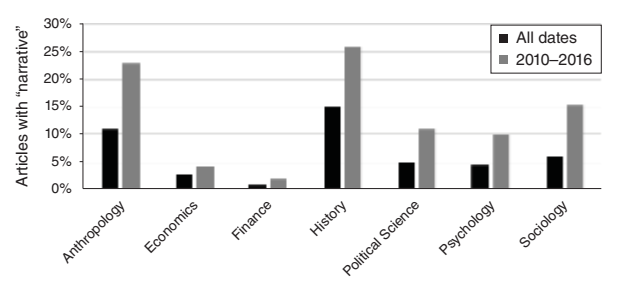 30%
25%
20%
15%
10%
5%
0%
Articles with “narrative”
All dates
2010–2016
Anthropology
Economics
Finance
History
Political Science
Psychology
Sociology